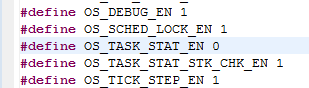 #define OS_DEBUG_EN 1
#define OS_SCHED_LOCK_EN 1
#define OS_TASK_STAT_EN 0
#define OS_TASK_STAT_STK_CHK_EN 1
#define OS_TICK_STEP_EN 1